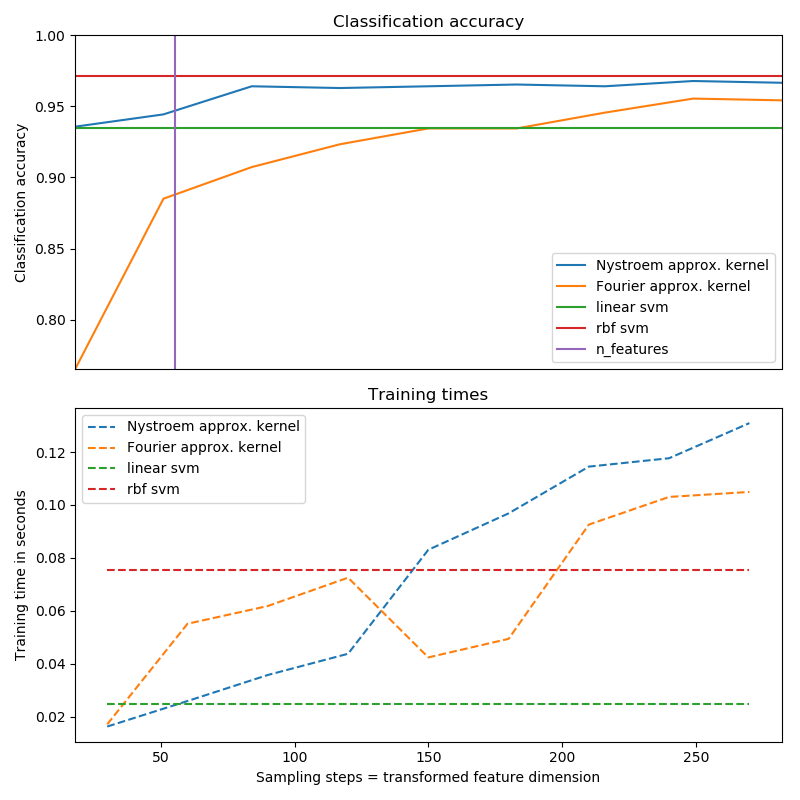 Classification accuracy
1.00
0.95
0.90
0.85
0.80
Classification accuracy
Nystroem approx. kernel
Fourier approx. kernel
linear svm
rbf svm
n_features
Training times
0.12
0.10
0.08
0.06
0.04
0.02
Training time in seconds
Nystroem approx. kernel
Fourier approx. kernel
linear svm
rbf svm
50
100
150
200
250
Sampling steps = transformed feature dimension